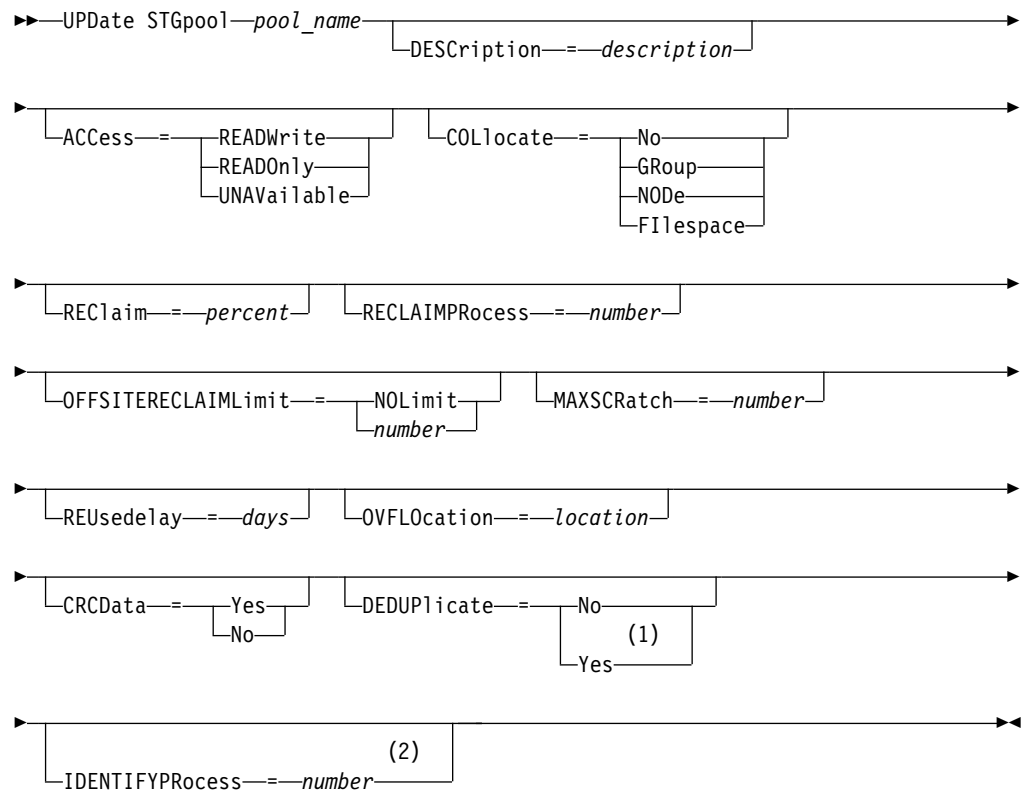 UPDate STGpool pool_name
DESCription = description
ACCess = READWrite
READOnly
UNAVailable
COLlocate = No
GRoup
NODe
FIlespace
REClaim = percent
RECLAIMPRocess = number
OFFSITERECLAIMLimit = NOLimit
number
MAXSCRatch = number
REUsedelay = days
OVFLOcation = location
CRCData = Yes
No
DEDUPlicate = No
(1)
Yes
(2)
IDENTIFYPRocess = number